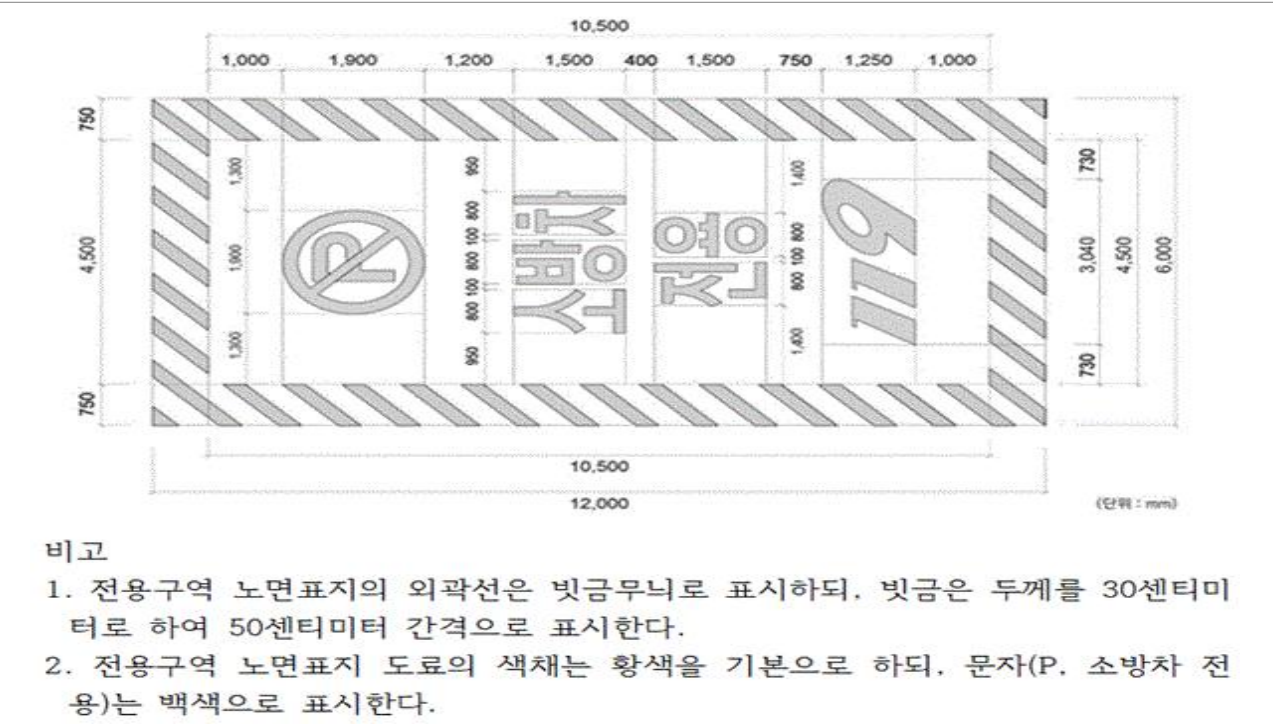 10,500
1,000 1,900 1,200 1,500 400 1,500 750 1,250 1,000
750
4,500
750
1,300
1,900
1,300
P
950
800
100
800
100
800
950
소방차
전용
1,400
800
100
800
1,400
119
730
3,040
730
4,500
6,000
10,500
12,000
(단위 : mm)
비고
1. 전용구역 노면표지의 외곽선은 빗금무늬로 표시하되, 빗금은 두께를 30센티미
터로 하여 50센티미터 간격으로 표시한다.
2. 전용구역 노면표지 도료의 색채는 황색을 기본으로 하되, 문자(P, 소방차 전
용)는 백색으로 표시한다.